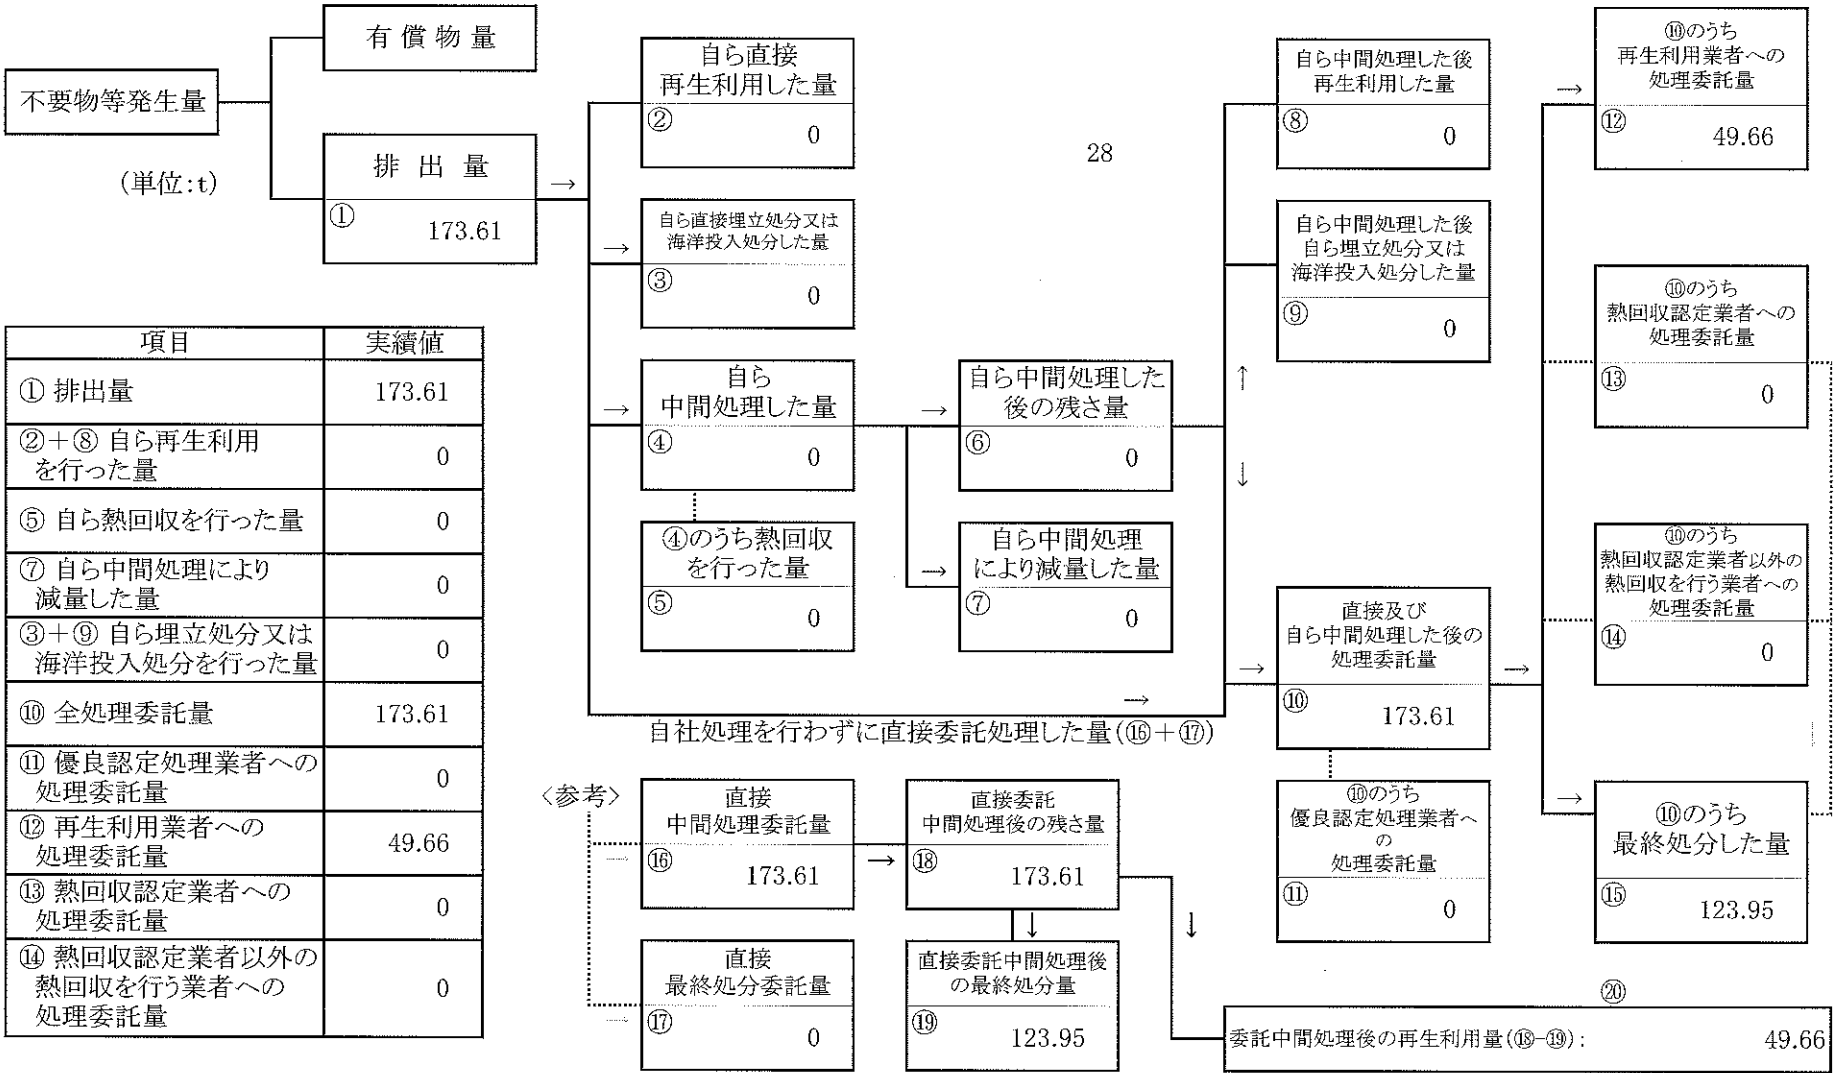 不要物等発生量
(単位:t)
有償物量
排出量
①
173.61
→
自ら直接
再生利用した量
②
0
→
自ら直接埋立処分又は
海洋投入処分した量
③
0
→
自ら
中間処理した量
④
0
④のうち熱回収
を行った量
⑤
0
→
自ら中間処理した
後の残さ量
⑥
0
→
自ら中間処理
により減量した量
⑦
0
28
自ら中間処理した後
再生利用した量
⑧
0
自ら中間処理した後
自ら埋立処分又は
海洋投入処分した量
⑨
0
↑
↓
→
直接及び
自ら中間処理した後の
処理委託量
⑩
173.61
→
⑩のうち
優良認定処理業者へ
の
処理委託量
⑪
0
→
⑩のうち
再生利用業者への
処理委託量
⑫
49.66
⑩のうち
熱回収認定業者への
処理委託量
⑬
0
⑩のうち
熱回収認定業者以外の
熱回収を行う業者への
処理委託量
⑭
0
→
⑩のうち
最終処分した量
⑮
123.95
→
自社処理を行わずに直接委託処理した量(⑯+⑰)
<参考>
→
直接
中間処理委託量
⑯
173.61
→
直接
最終処分委託量
⑰
0
→
直接委託
中間処理後の残さ量
⑱
173.61
↓
直接委託中間処理後
の最終処分量
⑲
123.95
↓
⑳
委託中間処理後の再生利用量(⑱-⑲): 49.66
項目 実績値
① 排出量 173.61
②+⑧ 自ら再生利用
を行った量 0
⑤ 自ら熱回収を行った量 0
⑦ 自ら中間処理により
減量した量 0
③+⑨ 自ら埋立処分又は
海洋投入処分を行った量 0
⑩ 全処理委託量 173.61
⑪ 優良認定処理業者への
処理委託量 0
⑫ 再生利用業者への
処理委託量 49.66
⑬ 熱回収認定業者への
処理委託量 0
⑭ 熱回収認定業者以外の
熱回収を行う業者への
処理委託量 0